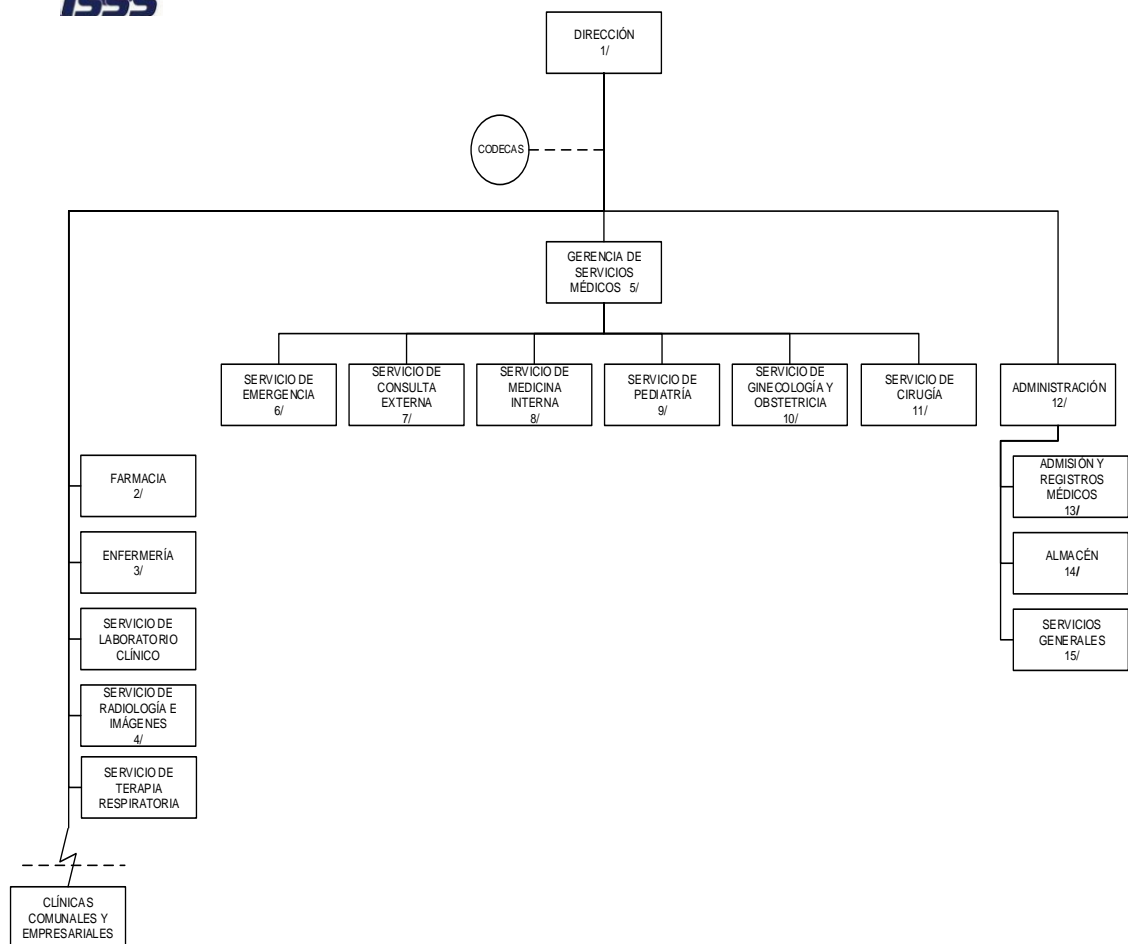 ISSS
DIRECCIÓN
1/
CODECAS
GERENCIA DE
SERVICIOS
MÉDICOS 5/
SERVICIO DE
EMERGENCIA
6/
SERVICIO DE
CONSULTA
EXTERNA
7/
SERVICIO DE
MEDICINA
INTERNA
8/
SERVICIO DE
PEDIATRÍA
9/
SERVICIO DE
GINECOLOGÍA Y
OBSTETRICIA
10/
SERVICIO DE
CIRUGÍA
11/
ADMINISTRACIÓN
12/
FARMACIA
2/
ENFERMERÍA
3/
SERVICIO DE
LABORATORIO
CLÍNICO
SERVICIO DE
RADIOLOGÍA E
IMÁGENES
4/
SERVICIO DE
TERAPIA
RESPIRATORIA
CLÍNICAS
COMUNALES Y
EMPRESARIALES
ADMISIÓN Y
REGISTROS
MÉDICOS
13/
ALMACÉN
14/
SERVICIOS
GENERALES
15/